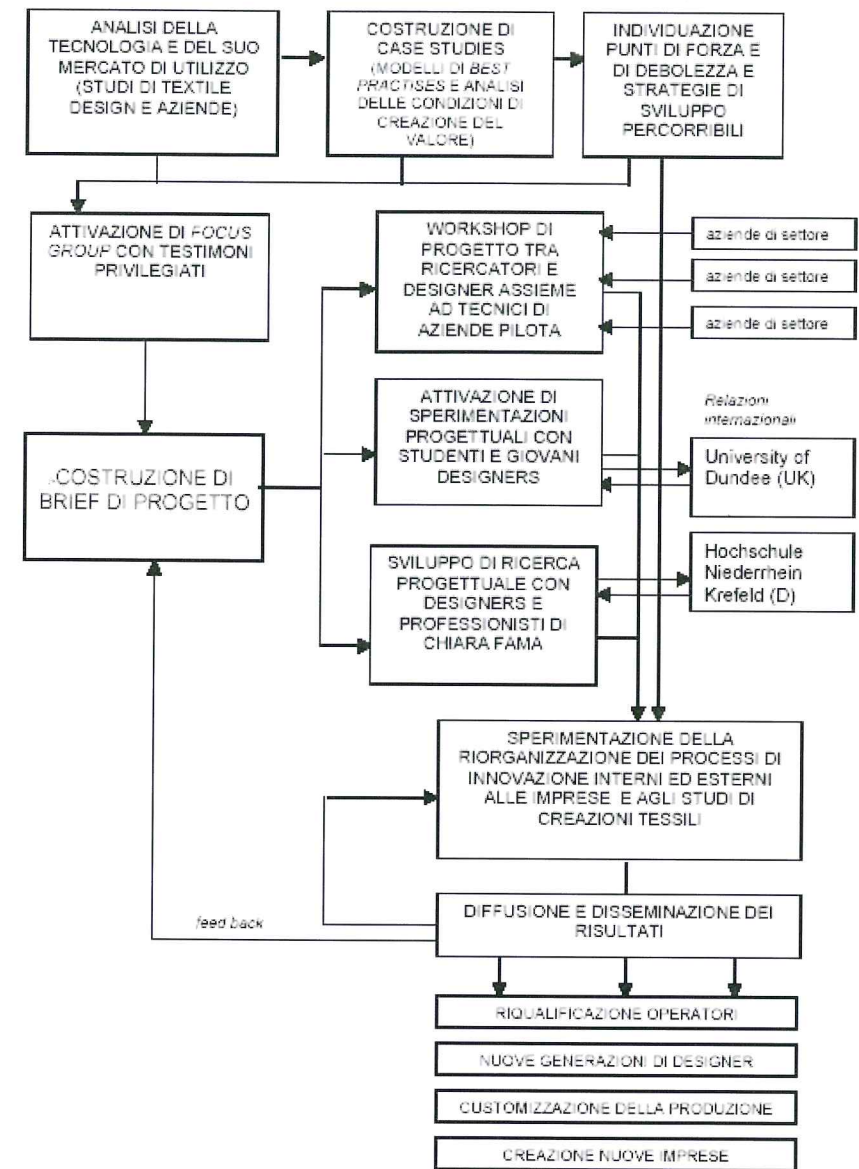 ANALISI DELLA
TECNOLOGIA E DEL SUO
MERCATO DI UTILIZZO
(STUDI DI TEXTILE
DESIGN E AZIENDE)
COSTRUZIONE DI
CASE STUDIES
(MODELLI DI BEST
PRACTISES E ANALISI
DELLE CONDIZIONI DI
CREAZIONE DEL
VALORE)
INDIVIDUAZIONE
PUNTI DI FORZA E
DI DEBOLEZZA E
STRATEGIE DI
SVILUPPO
PERCORRIBILI
ATTIVAZIONE DI FOCUS
GROUP CON TESTIMONI
PRIVILEGIATI
WORKSHOP DI
PROGETTO TRA
RICERCATORI E
DESIGNER ASSIEME
AD TECNICI DI
AZIENDE PILOTA
aziende di settore
aziende di settore
aziende di settore
COSTRUZIONE DI
BRIEF DI PROGETTO
ATTIVAZIONE DI
SPERIMENTAZIONI
PROGETTUALI CON
STUDENTI E GIOVANI
DESIGNERS
Relazioni
internazionali
University of
Dundee (UK)
SVILUPPO DI RICERCA
PROGETTUALE CON
DESIGNERS E
PROFESSIONISTI DI
CHIARA FAMA
Hochschule
Niederrhein
Krefeld (D)
SPERIMENTAZIONE DELLA
RIORGANIZZAZIONE DEI PROCESSI DI
INNOVAZIONE INTERNI ED ESTERNI
ALLE IMPRESE E AGLI STUDI DI
CREAZIONI TESSILI
feed back
DIFFUSIONE E DISSEMINAZIONE DEI
RISULTATI
RIQUALIFICAZIONE OPERATORI
NUOVE GENERAZIONI DI DESIGNER
CUSTOMIZZAZIONE DELLA PRODUZIONE
CREAZIONE NUOVE IMPRESE